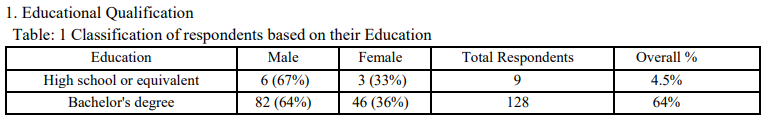 1. Educational Qualification
Table: 1 Classification of respondents based on their Education
Education Male Female Total Respondents Overall %
High school or equivalent 6 (67%) 3 (33%) 9 4.5%
Bachelor's degree 82 (64%) 46 (36%) 128 64%